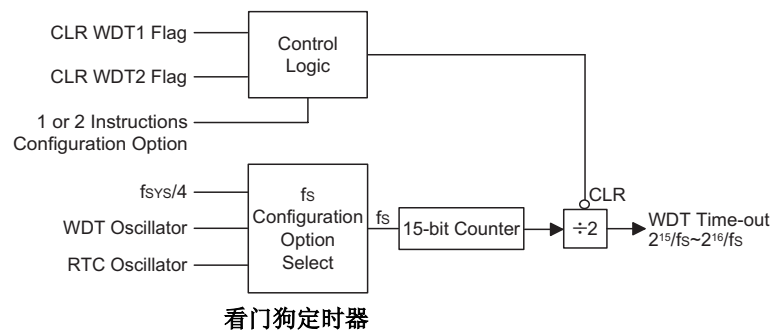 CLR WDT1 Flag
CLR WDT2 Flag
1 or 2 Instructions
Configuration Option
Control
Logic
fSYS/4
WDT Oscillator
RTC Oscillator
fS
Configuration
Option
Select
fS
15-bit Counter
CLR
÷2
WDT Time-out
2¹⁵/fS~2¹⁶/fS
看门狗定时器